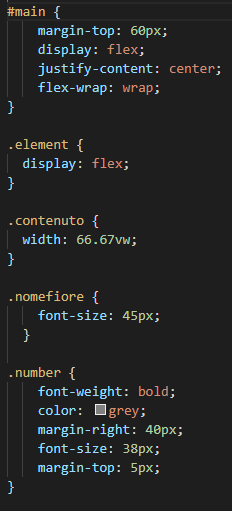 #main {
margin-top: 60px;
display: flex;
justify-content: center;
flex-wrap: wrap;
}
.element {
display: flex;
}
.contenuto {
width: 66.67vw;
}
.nomefiore {
font-size: 45px;
}
.number {
font-weight: bold;
color: grey;
margin-right: 40px;
font-size: 38px;
margin-top: 5px;
}